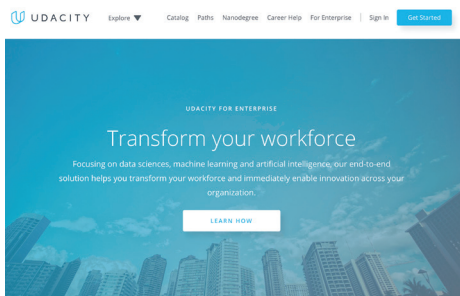 UDACITY Explore Catalog Paths Nanodegree Career Help For Enterprise Sign In Get Started
UDACITY FOR ENTERPRISE
Transform your workforce
Focusing on data sciences, machine learning and artificial intelligence, our end-to-end
solution helps you transform your workforce and immediately enable innovation across your
organization.
LEARN HOW